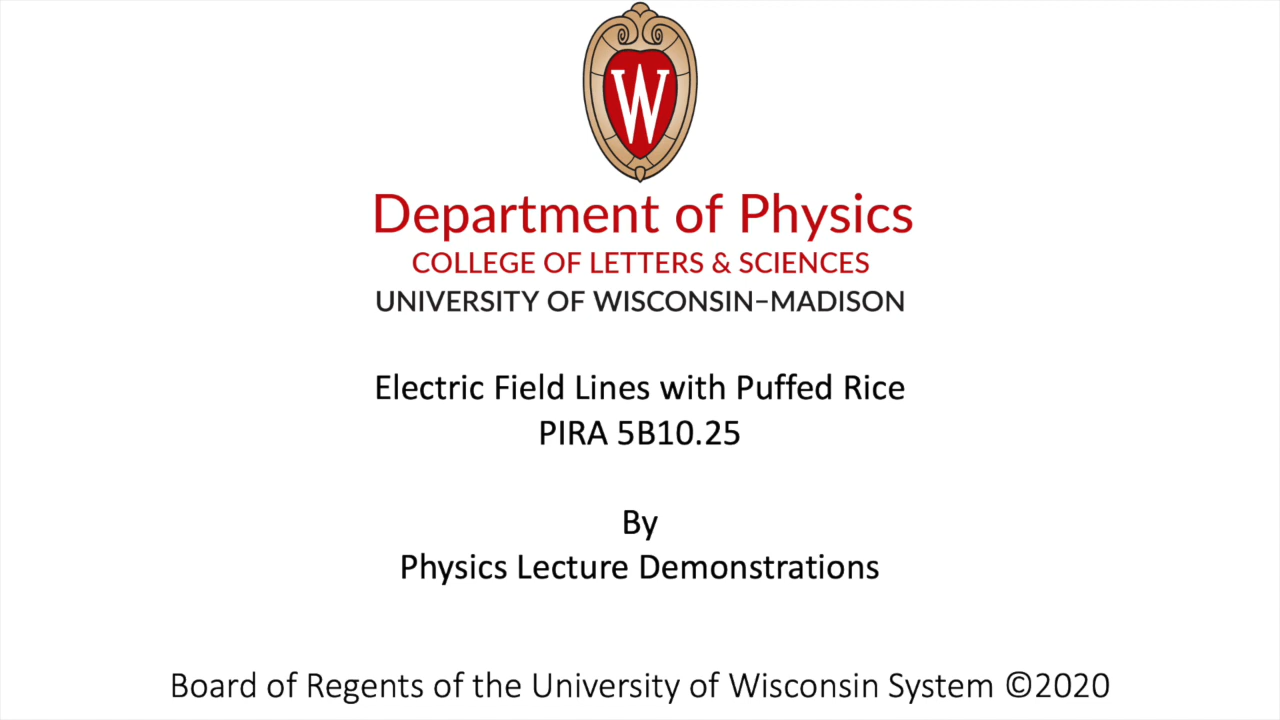 W
Department of Physics
COLLEGE OF LETTERS & SCIENCES
UNIVERSITY OF WISCONSIN–MADISON
Electric Field Lines with Puffed Rice
PIRA 5B10.25
By
Physics Lecture Demonstrations
Board of Regents of the University of Wisconsin System ©2020